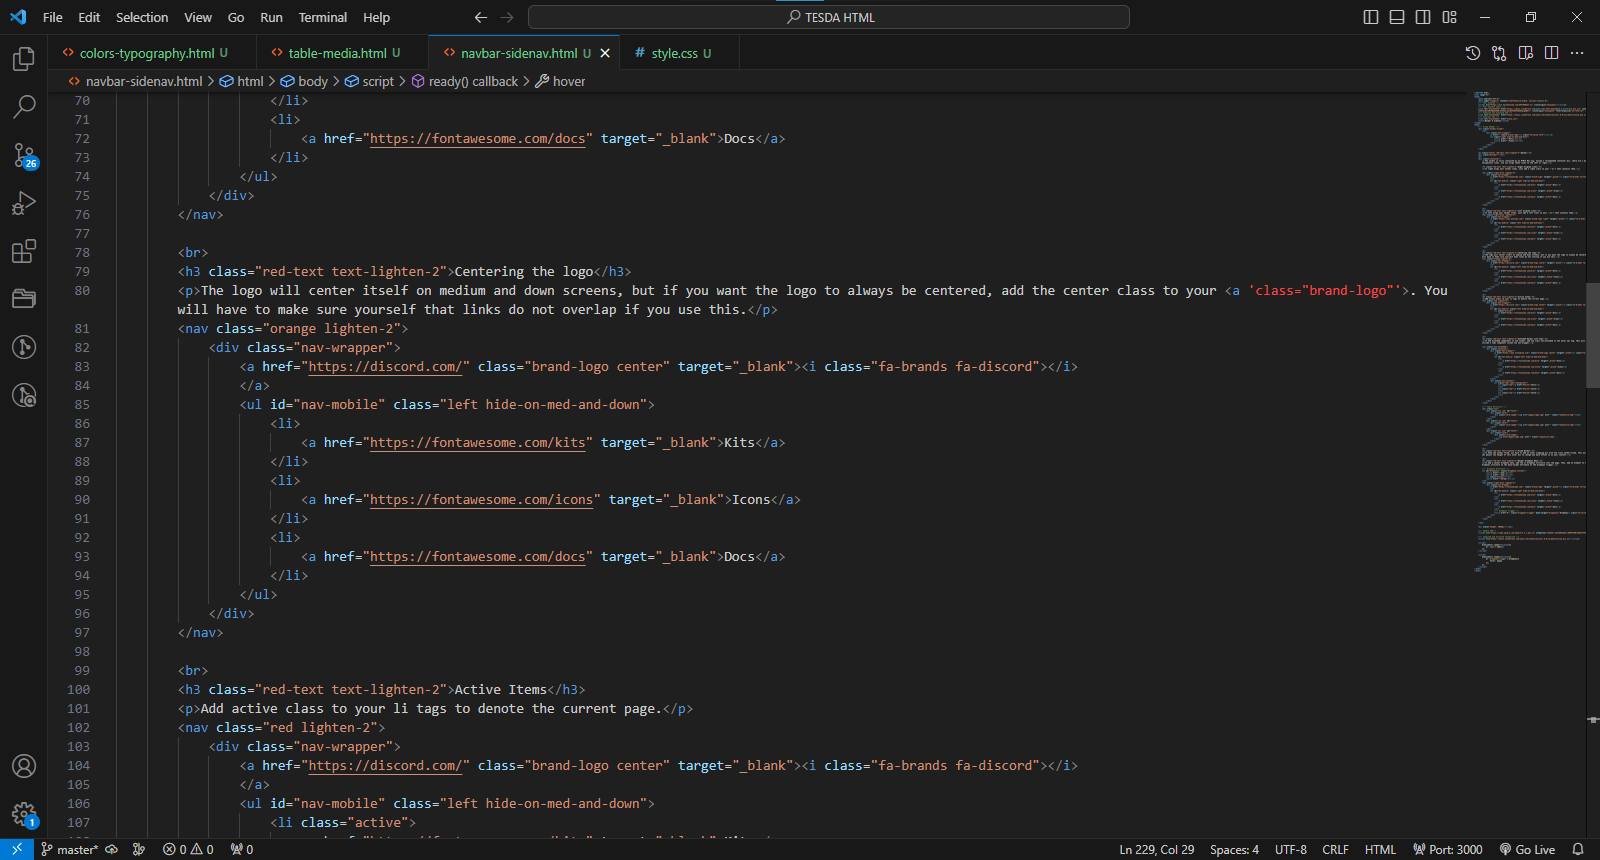 File Edit Selection View Go Run Terminal Help TESDA HTML
colors-typography.html U table-media.html U navbar-sidenav.html U style.css U
navbar-sidenav.html > html > body > script > ready() callback > hover
70 </li>
71 <li>
72 <a href="https://fontawesome.com/docs" target="_blank">Docs</a>
73 </li>
74 </ul>
75 </div>
76 </nav>
77
78 <br>
79 <h3 class="red-text text-lighten-2">Centering the logo</h3>
80 <p>The logo will center itself on medium and down screens, but if you want the logo to always be centered, add the center class to your <a 'class="brand-logo"'>. You
will have to make sure yourself that links do not overlap if you use this.</p>
81 <nav class="orange lighten-2">
82 <div class="nav-wrapper">
83 <a href="https://discord.com/" class="brand-logo center" target="_blank"><i class="fa-brands fa-discord"></i>
84 </a>
85 <ul id="nav-mobile" class="left hide-on-med-and-down">
86 <li>
87 <a href="https://fontawesome.com/kits" target="_blank">Kits</a>
88 </li>
89 <li>
90 <a href="https://fontawesome.com/icons" target="_blank">Icons</a>
91 </li>
92 <li>
93 <a href="https://fontawesome.com/docs" target="_blank">Docs</a>
94 </li>
95 </ul>
96 </div>
97 </nav>
98
99 <br>
100 <h3 class="red-text text-lighten-2">Active Items</h3>
101 <p>Add active class to your li tags to denote the current page.</p>
102 <nav class="red lighten-2">
103 <div class="nav-wrapper">
104 <a href="https://discord.com/" class="brand-logo center" target="_blank"><i class="fa-brands fa-discord"></i>
105 </a>
106 <ul id="nav-mobile" class="left hide-on-med-and-down">
107 <li class="active">
26
1
master* 0 0 0 Ln 229, Col 29 Spaces: 4 UTF-8 CRLF HTML Port: 3000 Go Live